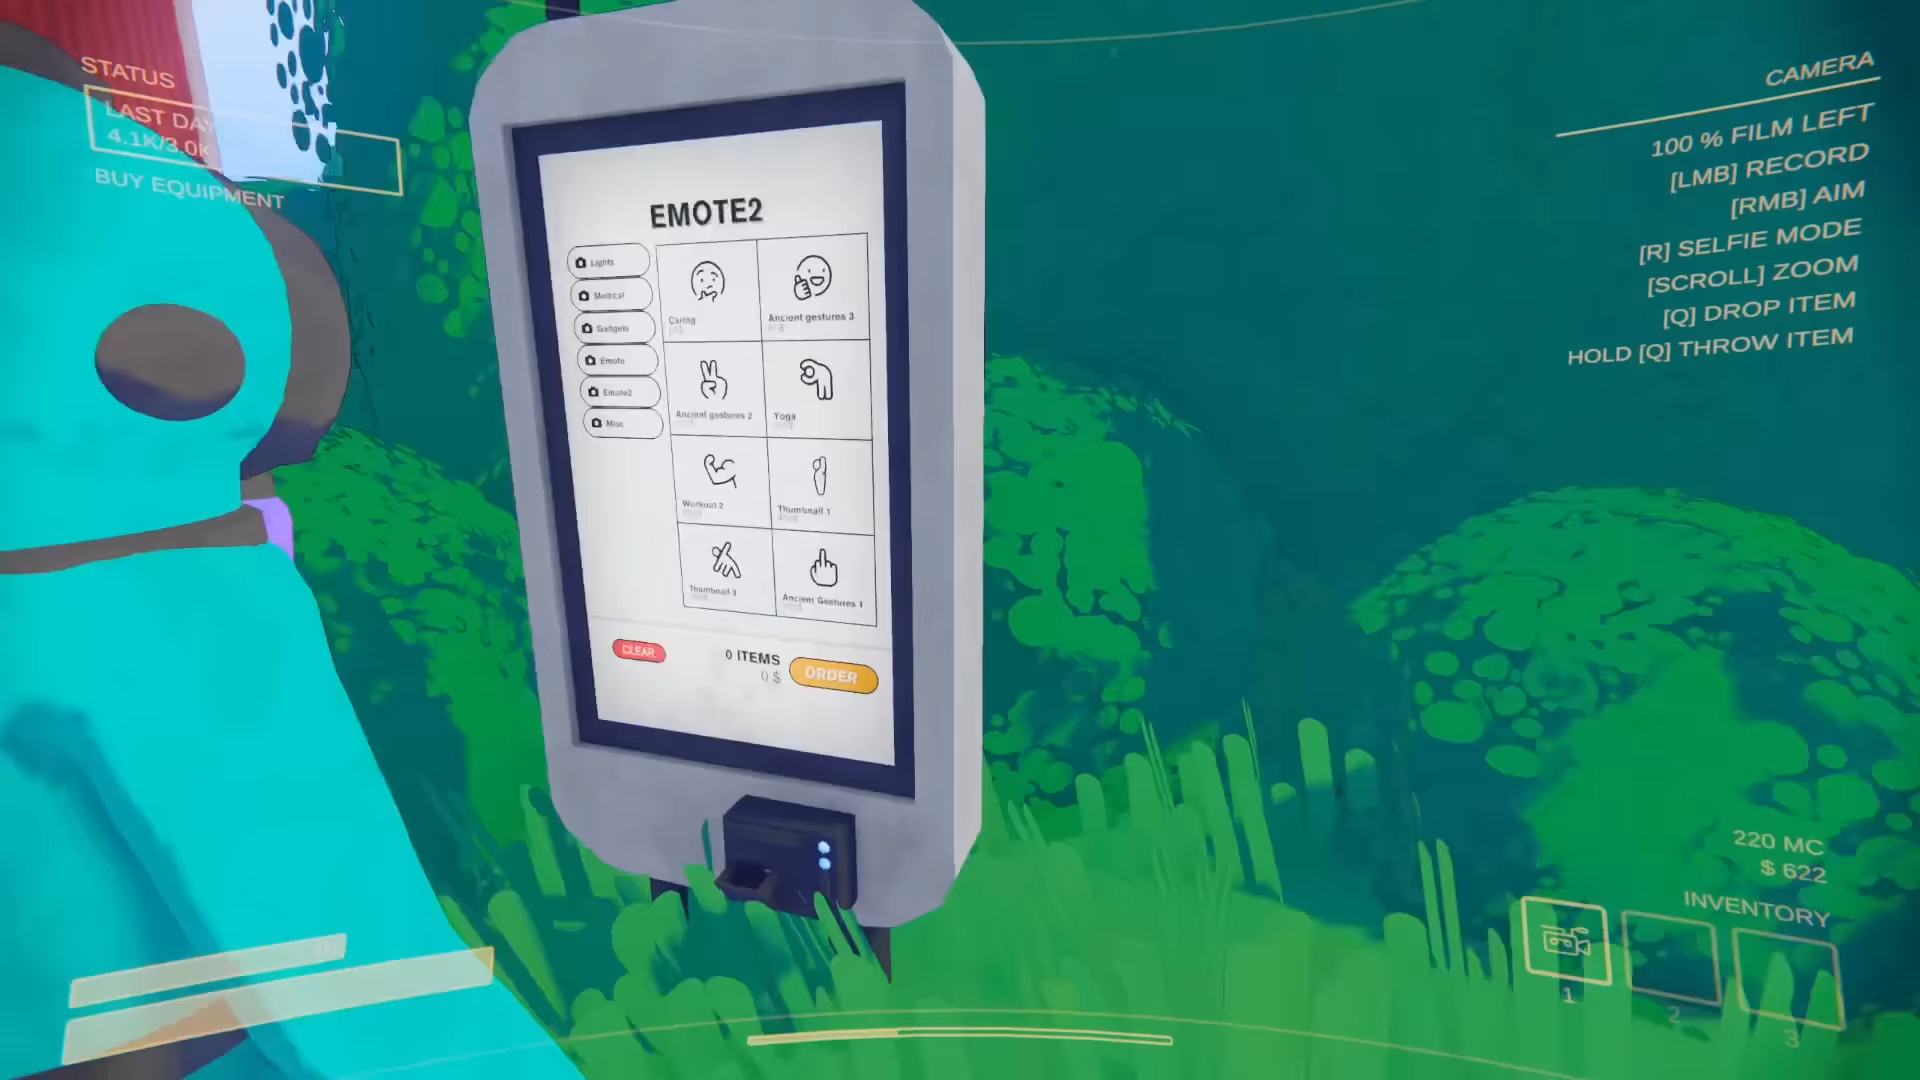 STATUS
LAST DAY
4.1K/3.0K
BUY EQUIPMENT
CAMERA
100 % FILM LEFT
[LMB] RECORD
[RMB] AIM
[R] SELFIE MODE
[SCROLL] ZOOM
[Q] DROP ITEM
HOLD [Q] THROW ITEM
EMOTE2
Lights
Medical
Gadgets
Emote
Emote2
Misc
Caring
Ancient gestures 3
Ancient gestures 2
Yoga
Workout 2
Thumbnail 1
Thumbnail 2
Ancient Gestures 1
CLEAR
0 ITEMS
0 $
ORDER
220 MC
$ 622
INVENTORY
1
2
3